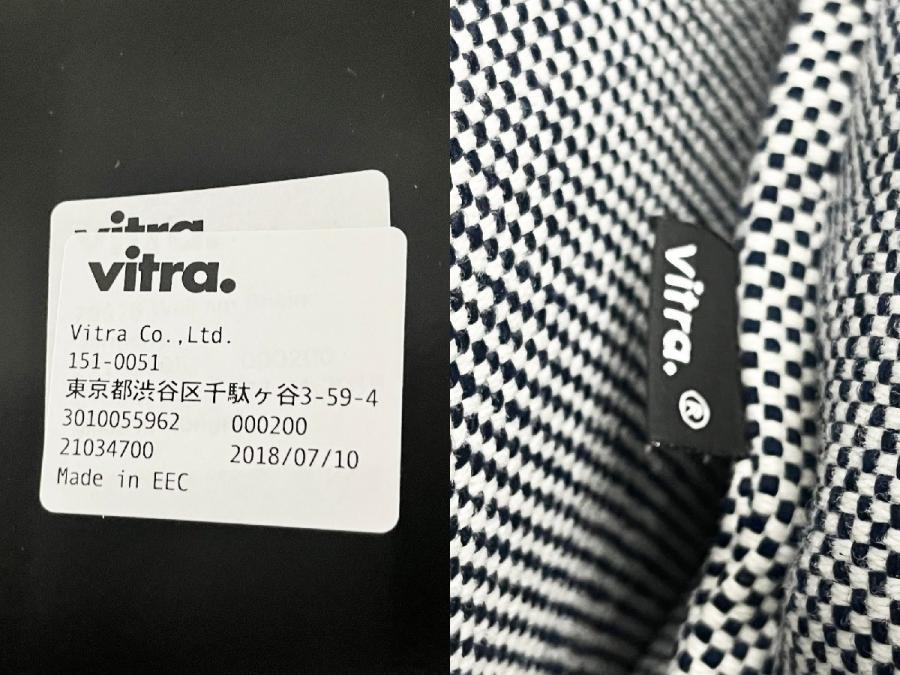 vitra.
vitra.
Vitra Co.,Ltd.
151-0051
東京都渋谷区千駄ヶ谷3-59-4
3010055962 000200
21034700 2018/07/10
Made in EEC
vitra. ®